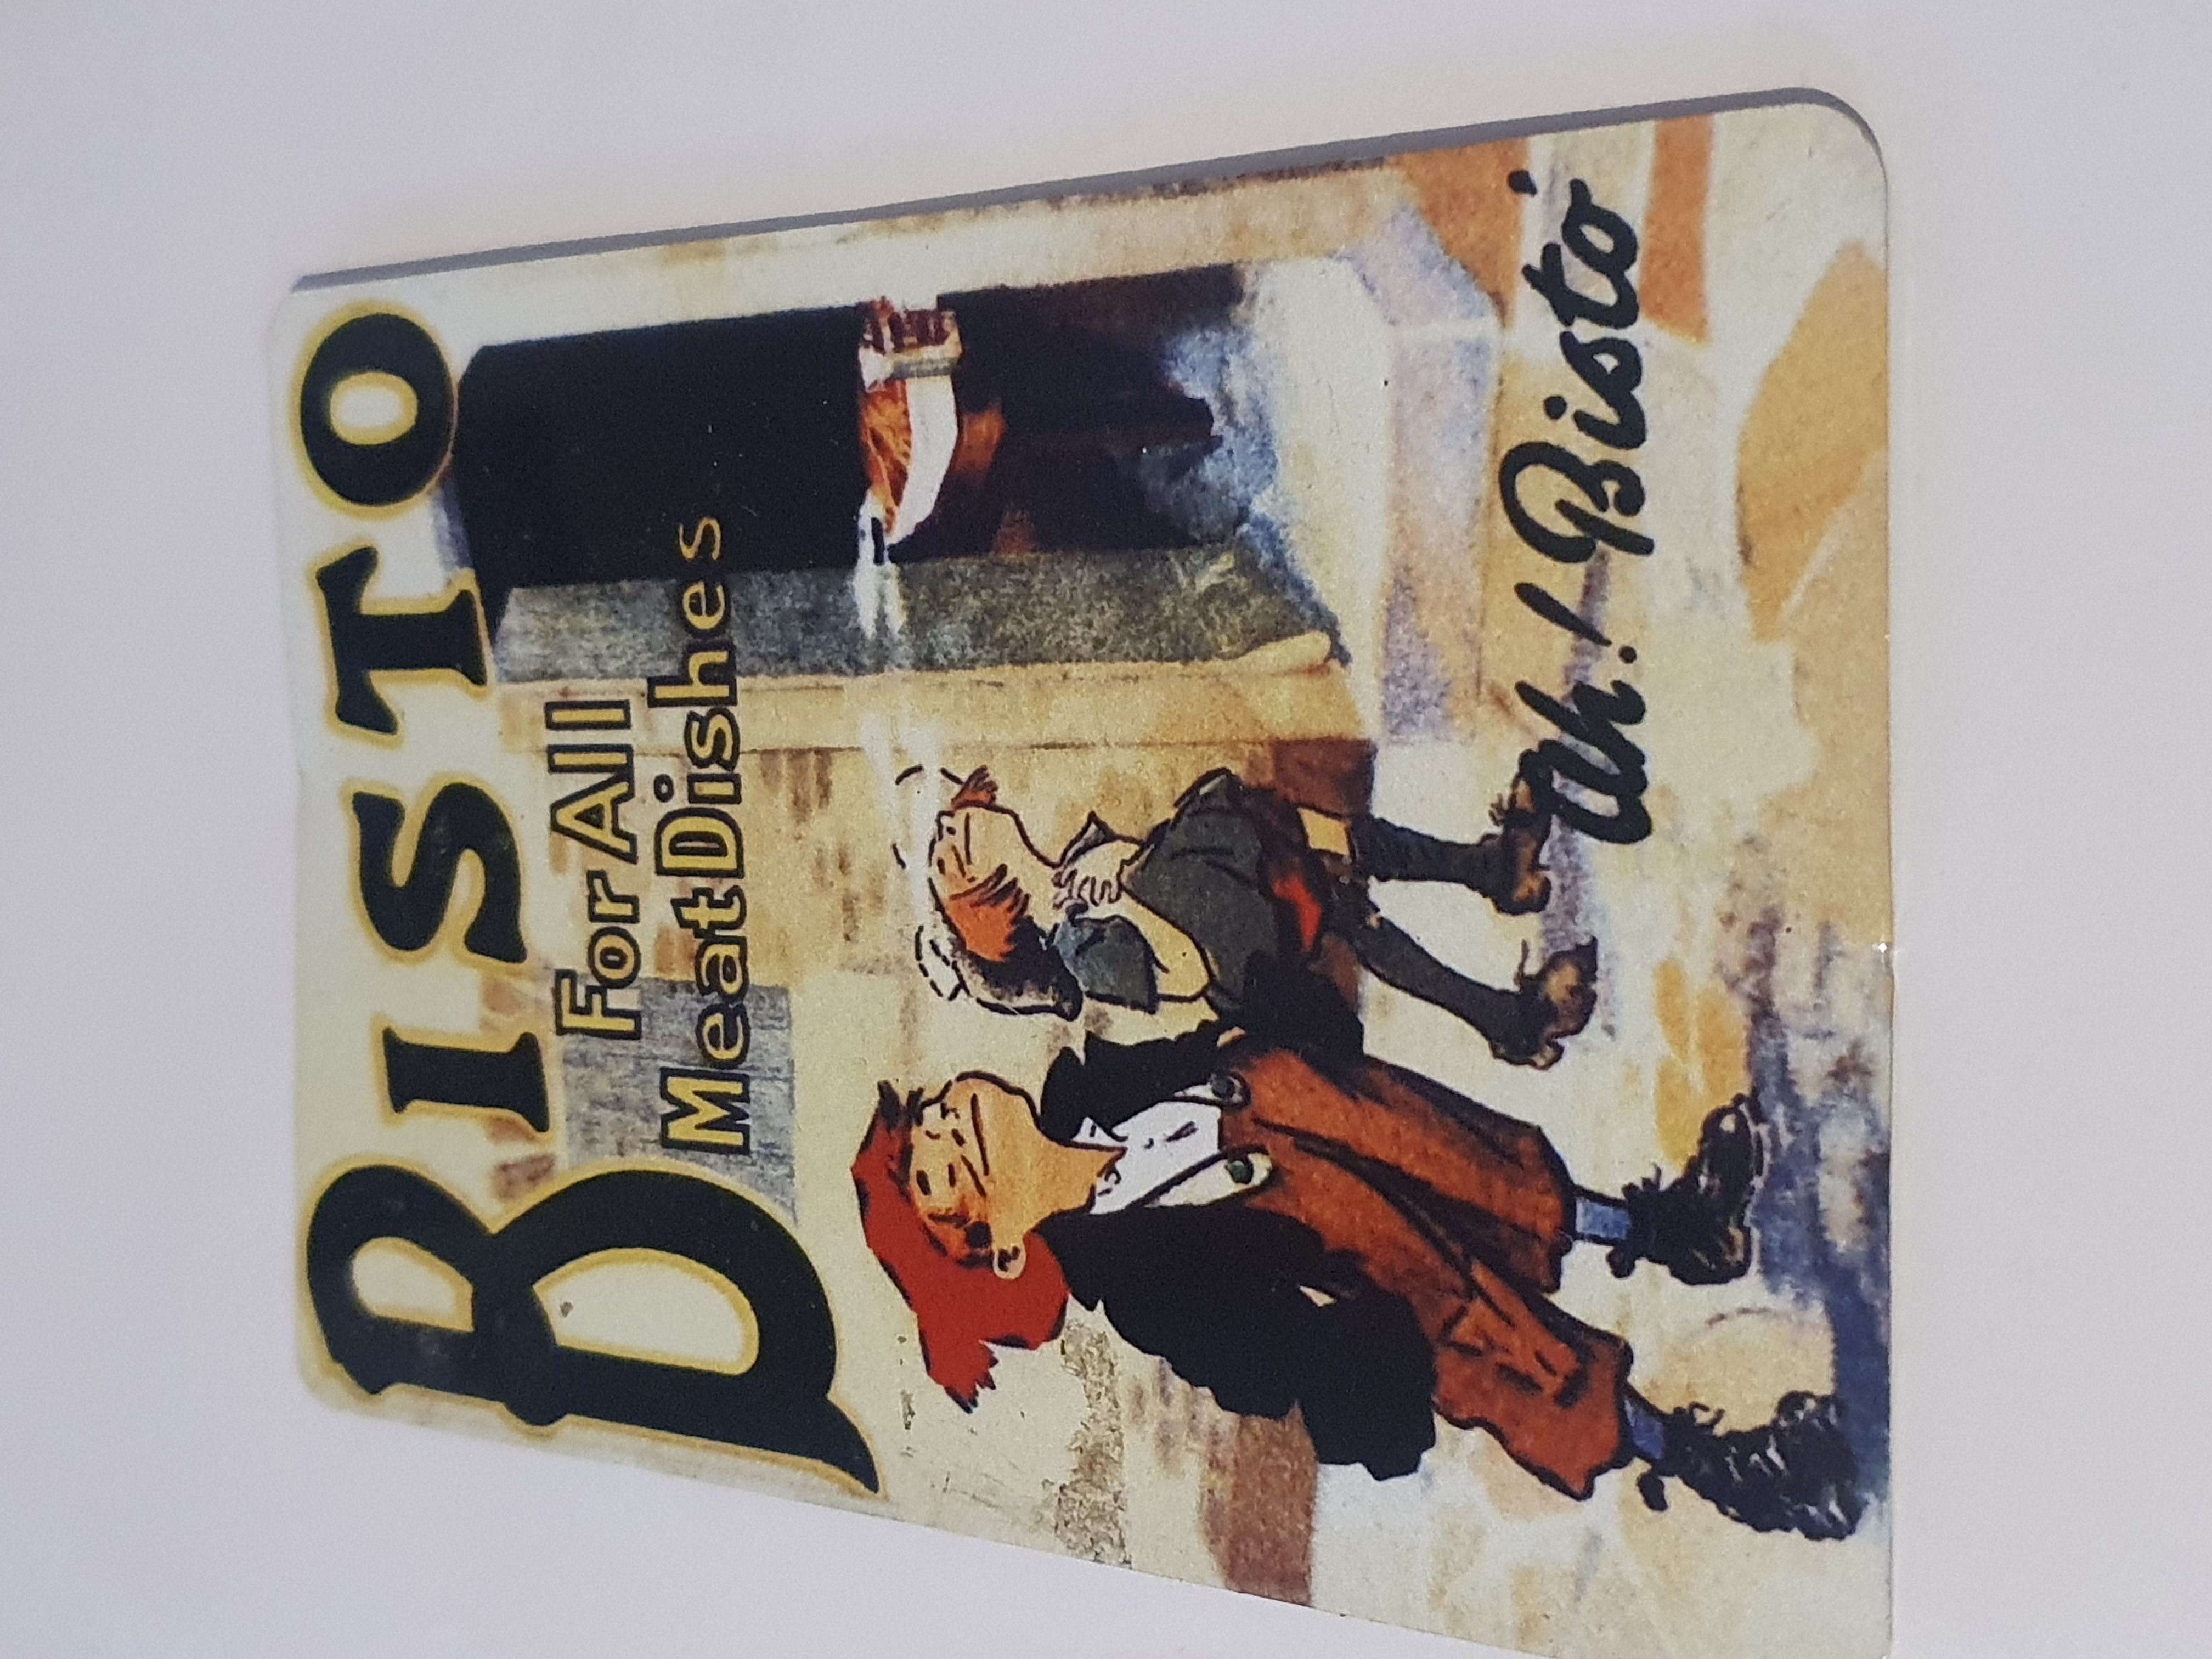 BISTO
For All
Meat Dishes
Ah! Bisto'